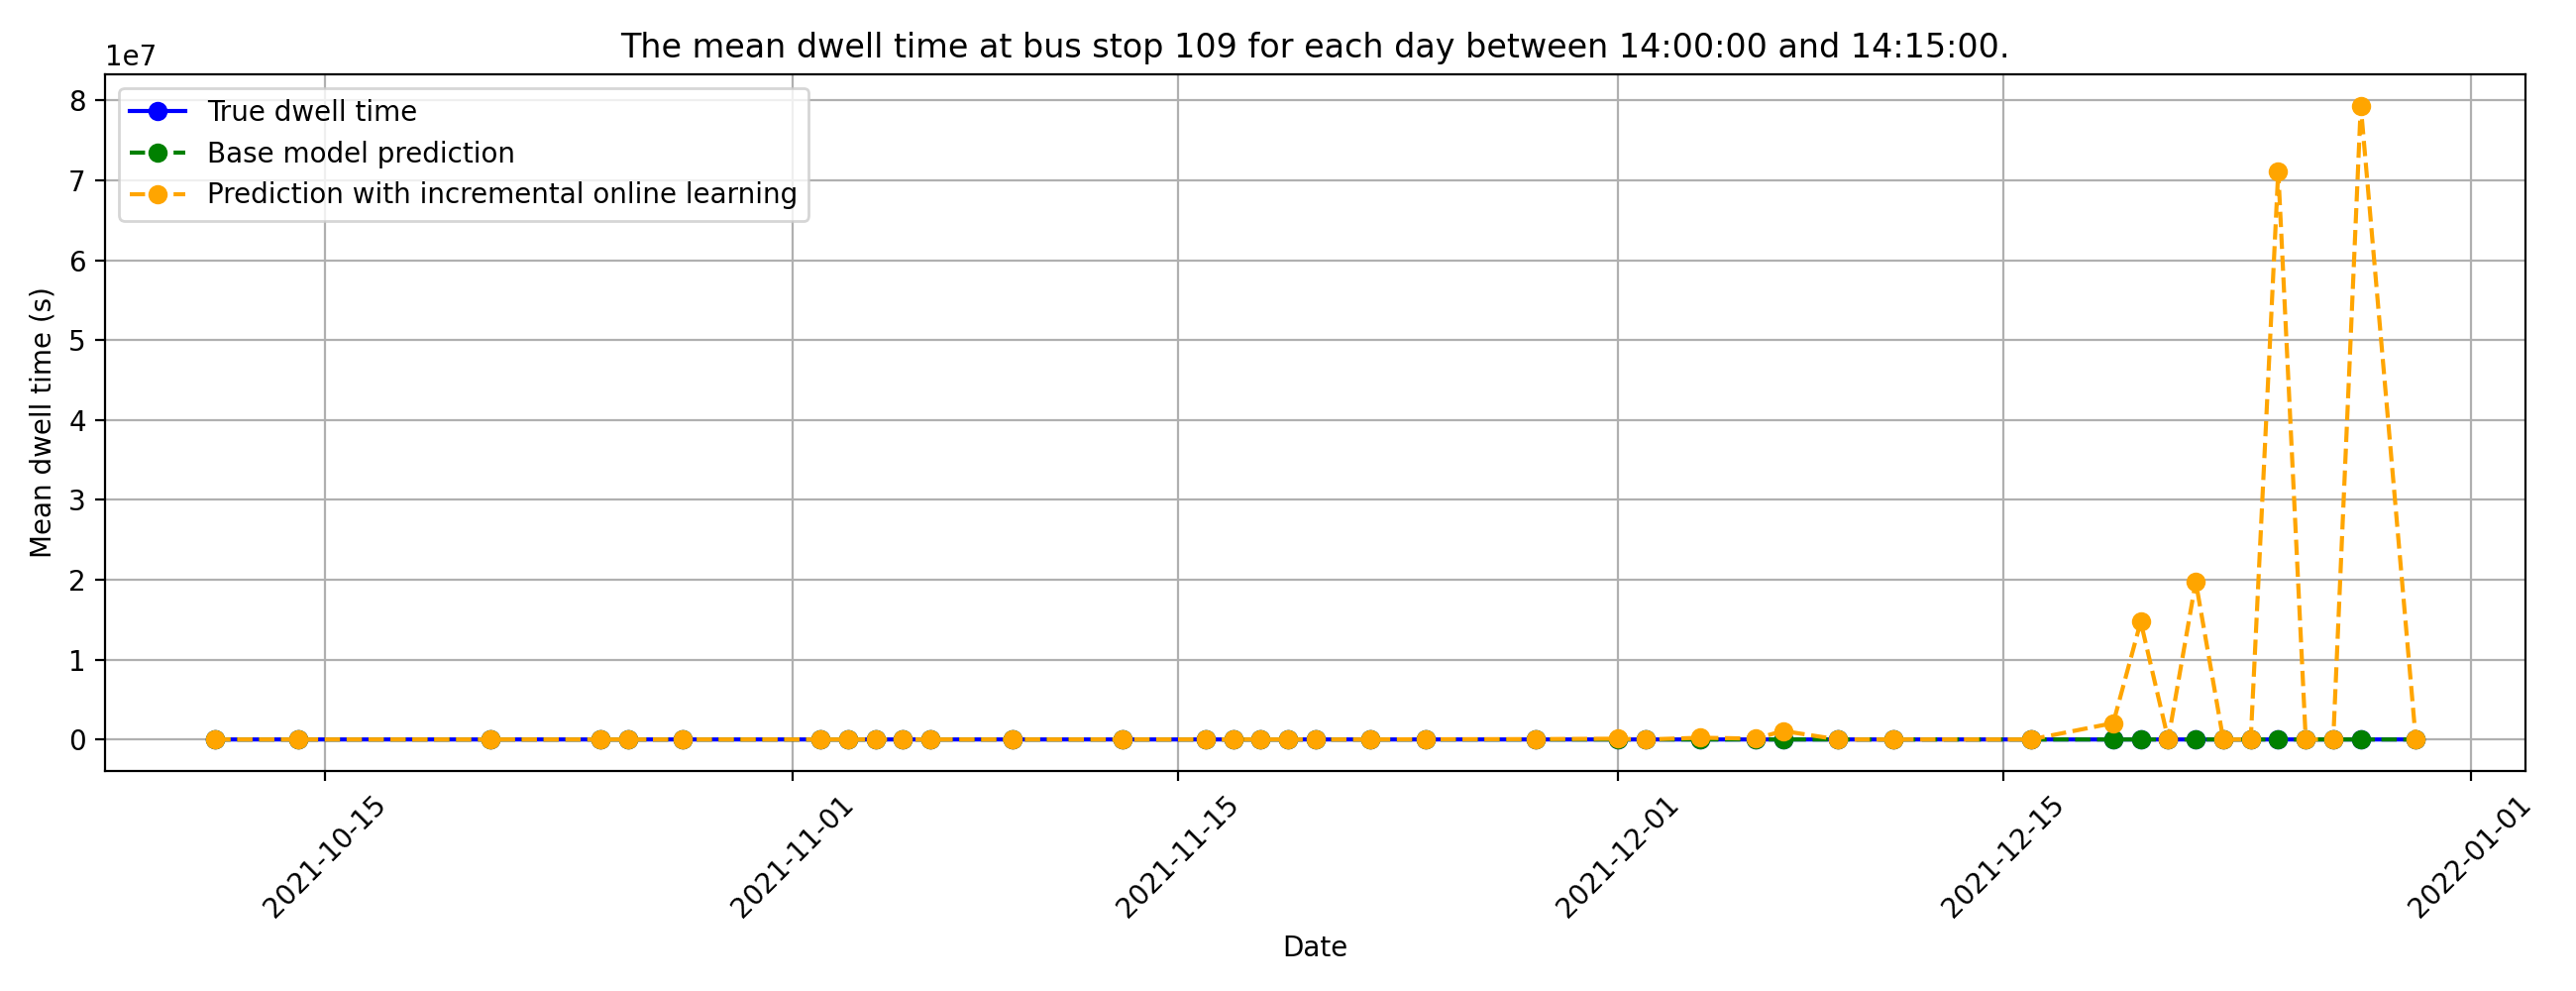 The mean dwell time at bus stop 109 for each day between 14:00:00 and 14:15:00.
1e7
8
7
6
5
4
3
2
1
0
Mean dwell time (s)
True dwell time
Base model prediction
Prediction with incremental online learning
2021-10-15
2021-11-01
2021-11-15
2021-12-01
2021-12-15
2022-01-01
Date